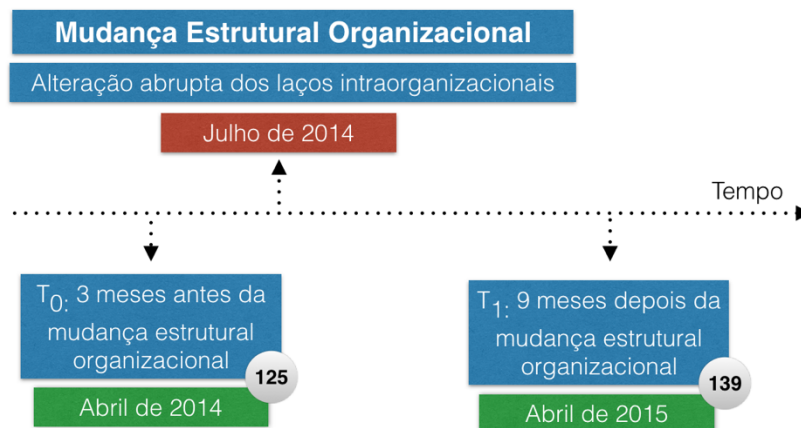 Mudança Estrutural Organizacional
Alteração abrupta dos laços intraorganizacionais
Julho de 2014
Tempo
T0: 3 meses antes da
mudança estrutural
organizacional
125
Abril de 2014
T1: 9 meses depois da
mudança estrutural
organizacional
139
Abril de 2015